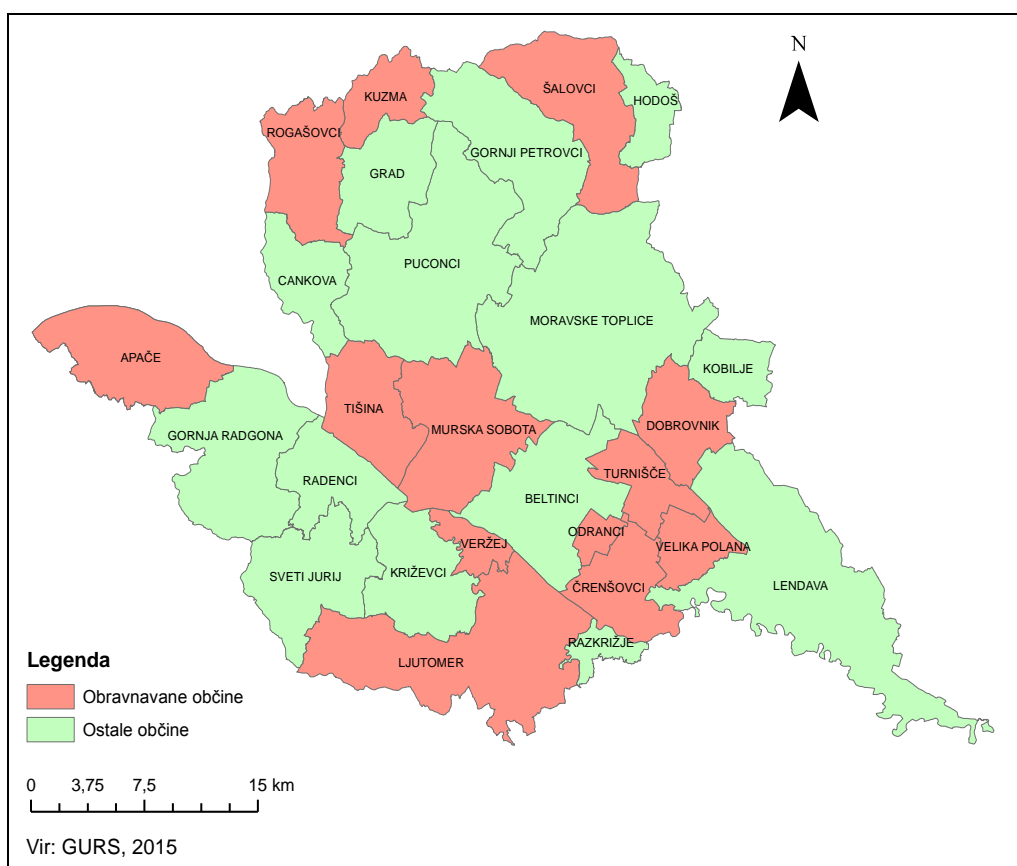 N
KUZMA
ŠALOVCI
HODOŠ
ROGAŠOVCI
GORNJI PETROVCI
GRAD
PUCONCI
CANKOVA
MORAVSKE TOPLICE
APAČE
KOBILJE
TIŠINA
MURSKA SOBOTA
DOBROVNIK
GORNJA RADGONA
TURNIŠČE
RADENCI
BELTINCI
ODRANCI
VERŽEJ
VELIKA POLANA
SVETI JURIJ
KRIŽEVCI
ČRENŠOVCI
LENDAVA
RAZKRIŽJE
LJUTOMER
Legenda
Obravnavane občine
Ostale občine
0 3,75 7,5 15 km
Vir: GURS, 2015